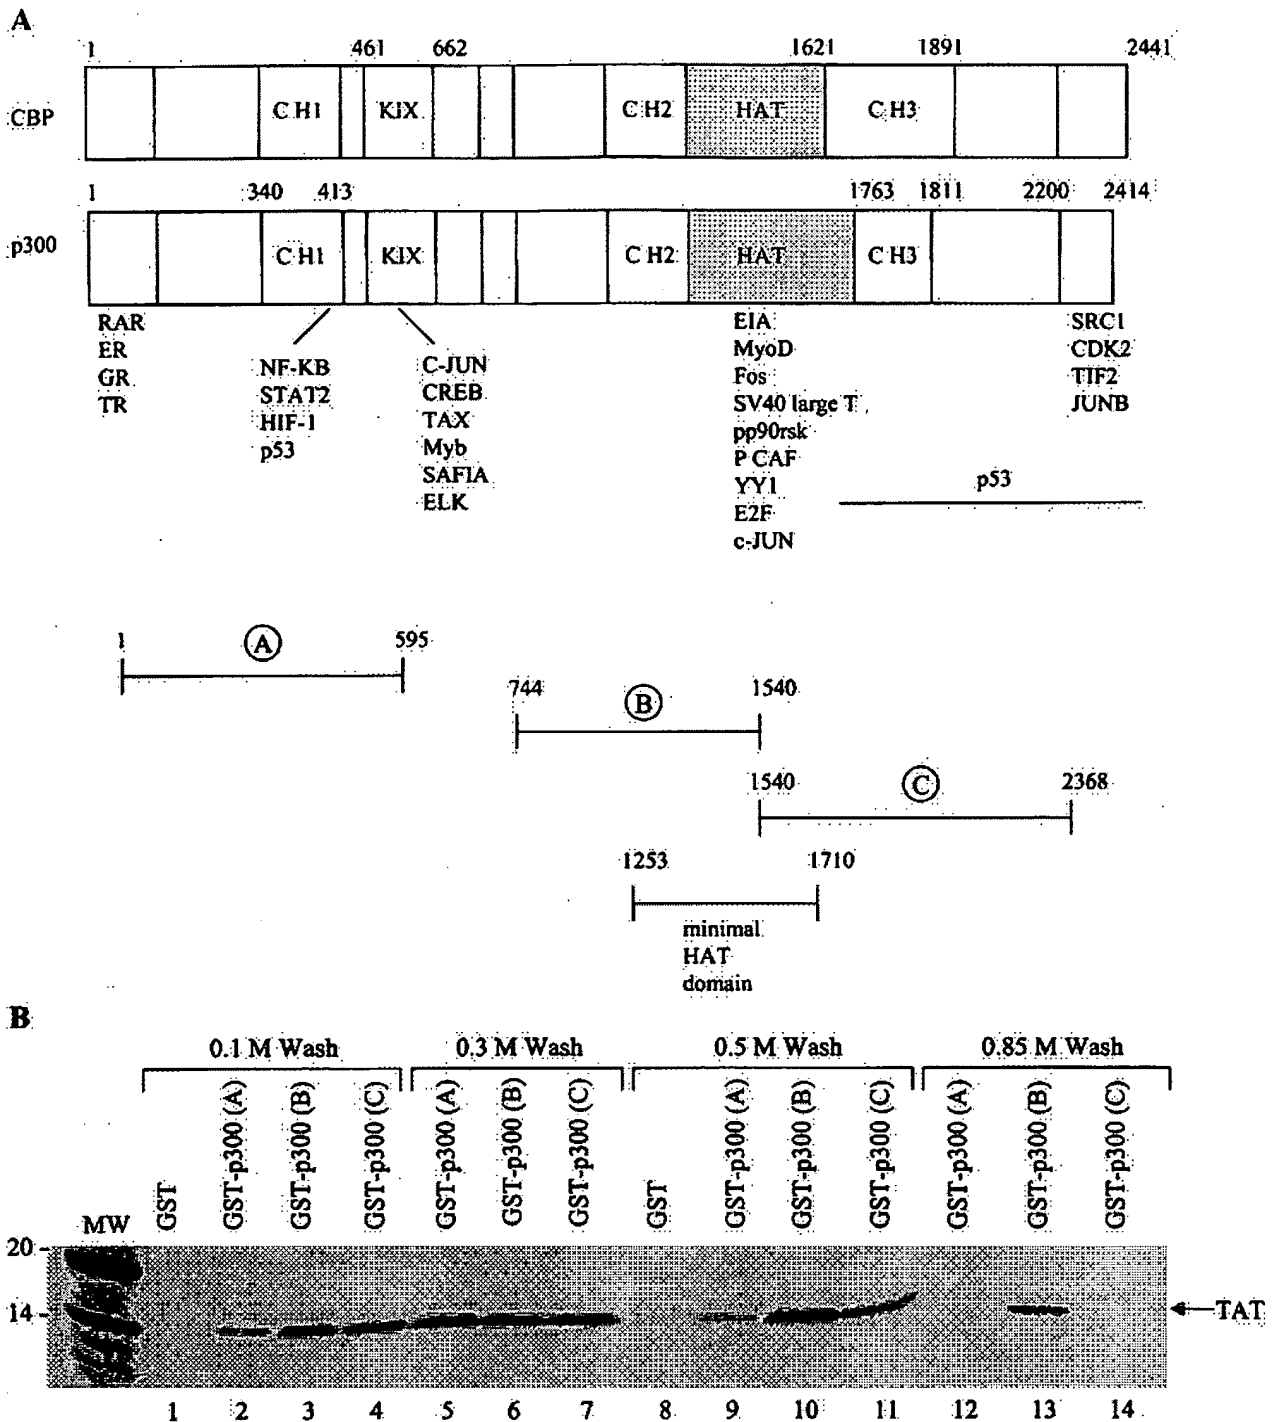 A
1 461 662 1621 1891 2441
CBP CH1 KIX CH2 HAT CH3
1 340 413 1763 1811 2200 2414
p300 CH1 KIX CH2 HAT CH3
RAR
ER
GR
TR
NF-KB
STAT2
HIF-1
p53
C-JUN
CREB
TAX
Myb
SAFIA
ELK
EIA
MyoD
Fos
SV40 large T
pp90rsk
P CAF
YY1
E2F
c-JUN
SRC1
CDK2
TIF2
JUNB
p53
1 A 595
744 B 1540
1540 C 2368
1253 1710
minimal
HAT
domain
B
0.1 M Wash 0.3 M Wash 0.5 M Wash 0.85 M Wash
MW
GST
GST-p300 (A)
GST-p300 (B)
GST-p300 (C)
GST-p300 (A)
GST-p300 (B)
GST-p300 (C)
GST
GST-p300 (A)
GST-p300 (B)
GST-p300 (C)
GST-p300 (A)
GST-p300 (B)
GST-p300 (C)
20
14
TAT
1 2 3 4 5 6 7 8 9 10 11 12 13 14